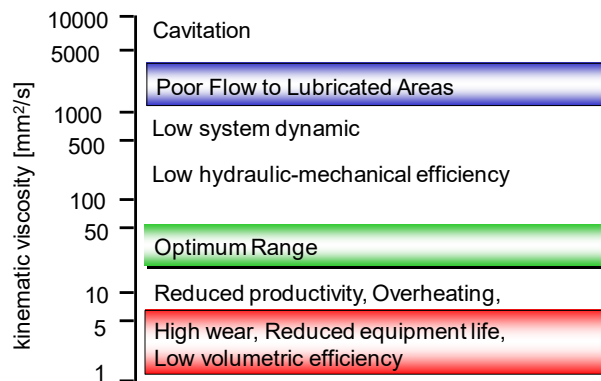 10000
Cavitation
5000
Poor Flow to Lubricated Areas
1000
Low system dynamic
500
Low hydraulic-mechanical efficiency
100
50
Optimum Range
10
Reduced productivity, Overheating,
5
High wear, Reduced equipment life,
Low volumetric efficiency
1
kinematic viscosity [mm²/s]